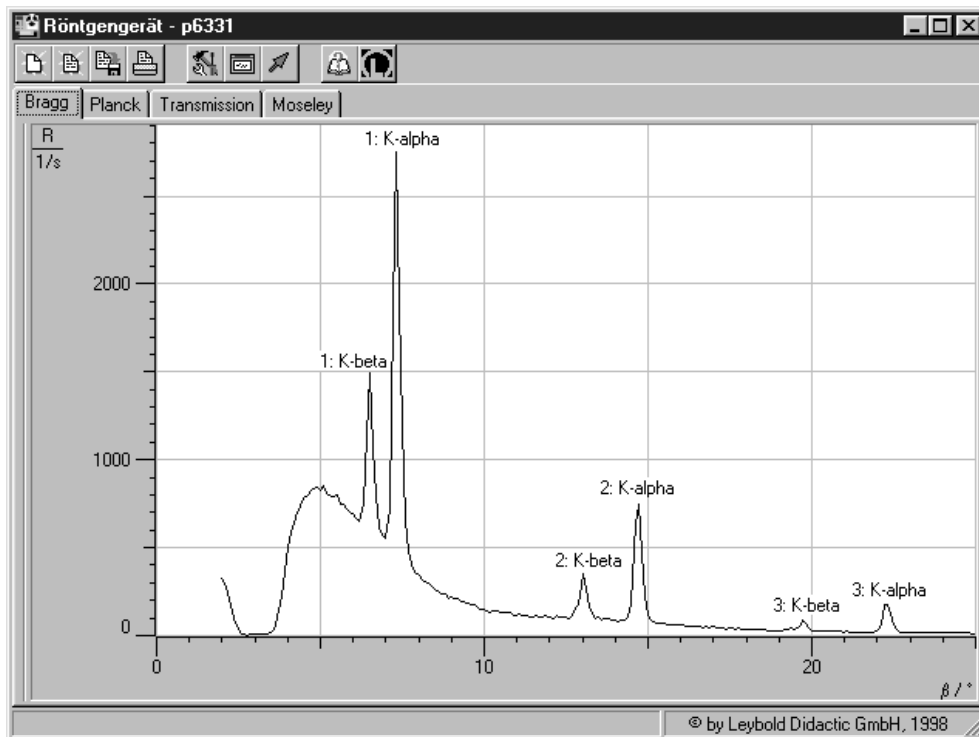 Röntgengerät - p6331
Bragg Planck Transmission Moseley
R
1/s
1: K-alpha
2000
1: K-beta
1000
2: K-alpha
2: K-beta
3: K-beta
3: K-alpha
0
0 10 20
β / °
© by Leybold Didactic GmbH, 1998